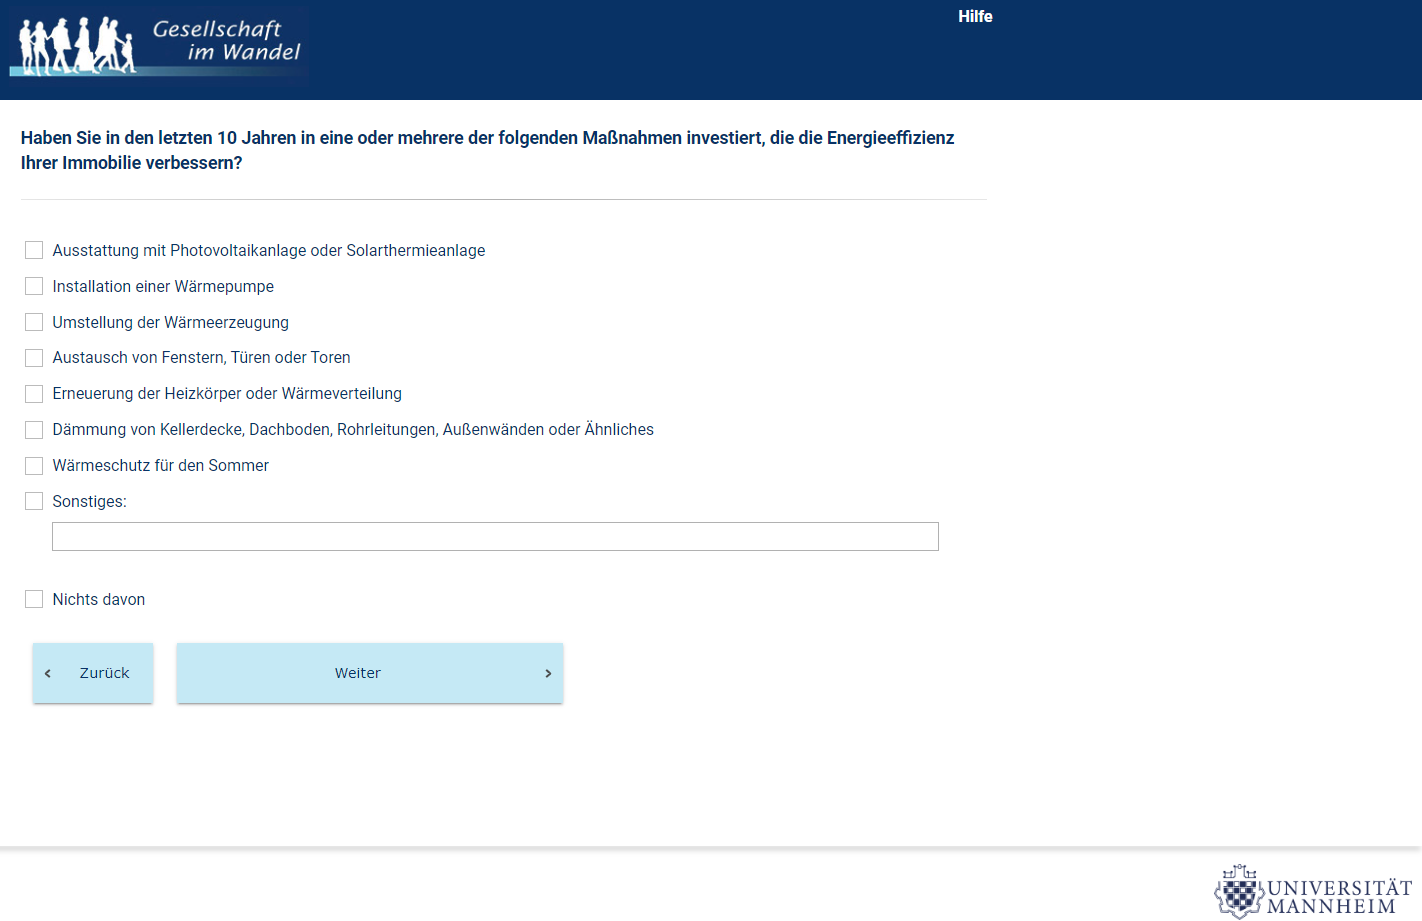 Gesellschaft
im Wandel
Hilfe
Haben Sie in den letzten 10 Jahren in eine oder mehrere der folgenden Maßnahmen investiert, die die Energieeffizienz
Ihrer Immobilie verbessern?
Ausstattung mit Photovoltaikanlage oder Solarthermieanlage
Installation einer Wärmepumpe
Umstellung der Wärmeerzeugung
Austausch von Fenstern, Türen oder Toren
Erneuerung der Heizkörper oder Wärmeverteilung
Dämmung von Kellerdecke, Dachboden, Rohrleitungen, Außenwänden oder Ähnliches
Wärmeschutz für den Sommer
Sonstiges:
Nichts davon
Zurück
Weiter
UNIVERSITÄT
MANNHEIM